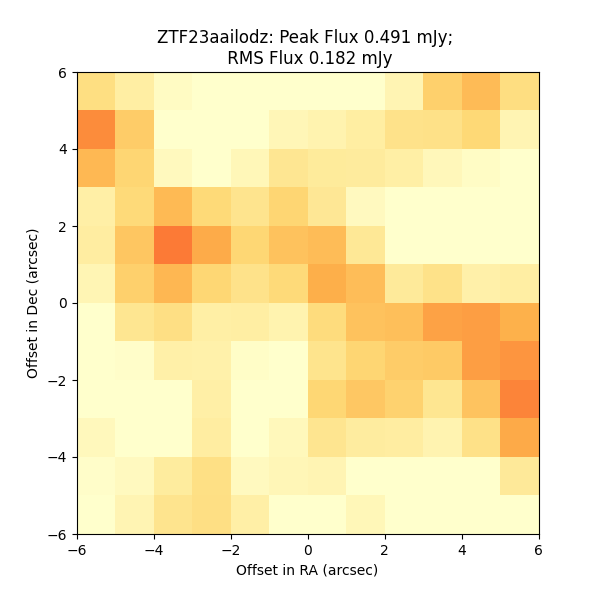 ZTF23aailodz: Peak Flux 0.491 mJy;
RMS Flux 0.182 mJy
6
4
2
0
−2
−4
−6
Offset in Dec (arcsec)
−6 −4 −2 0 2 4 6
Offset in RA (arcsec)